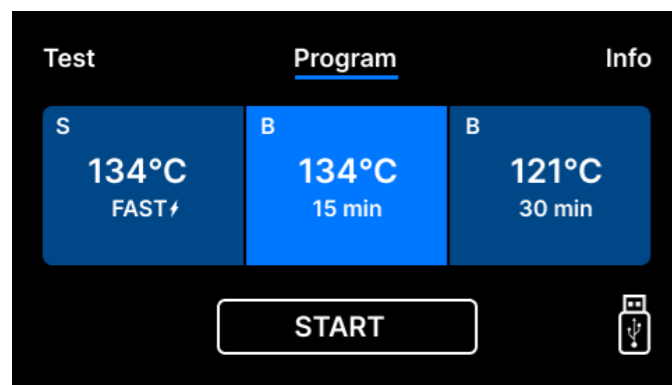 Test Program Info
S B B
134°C 134°C 121°C
FAST 15 min 30 min
START